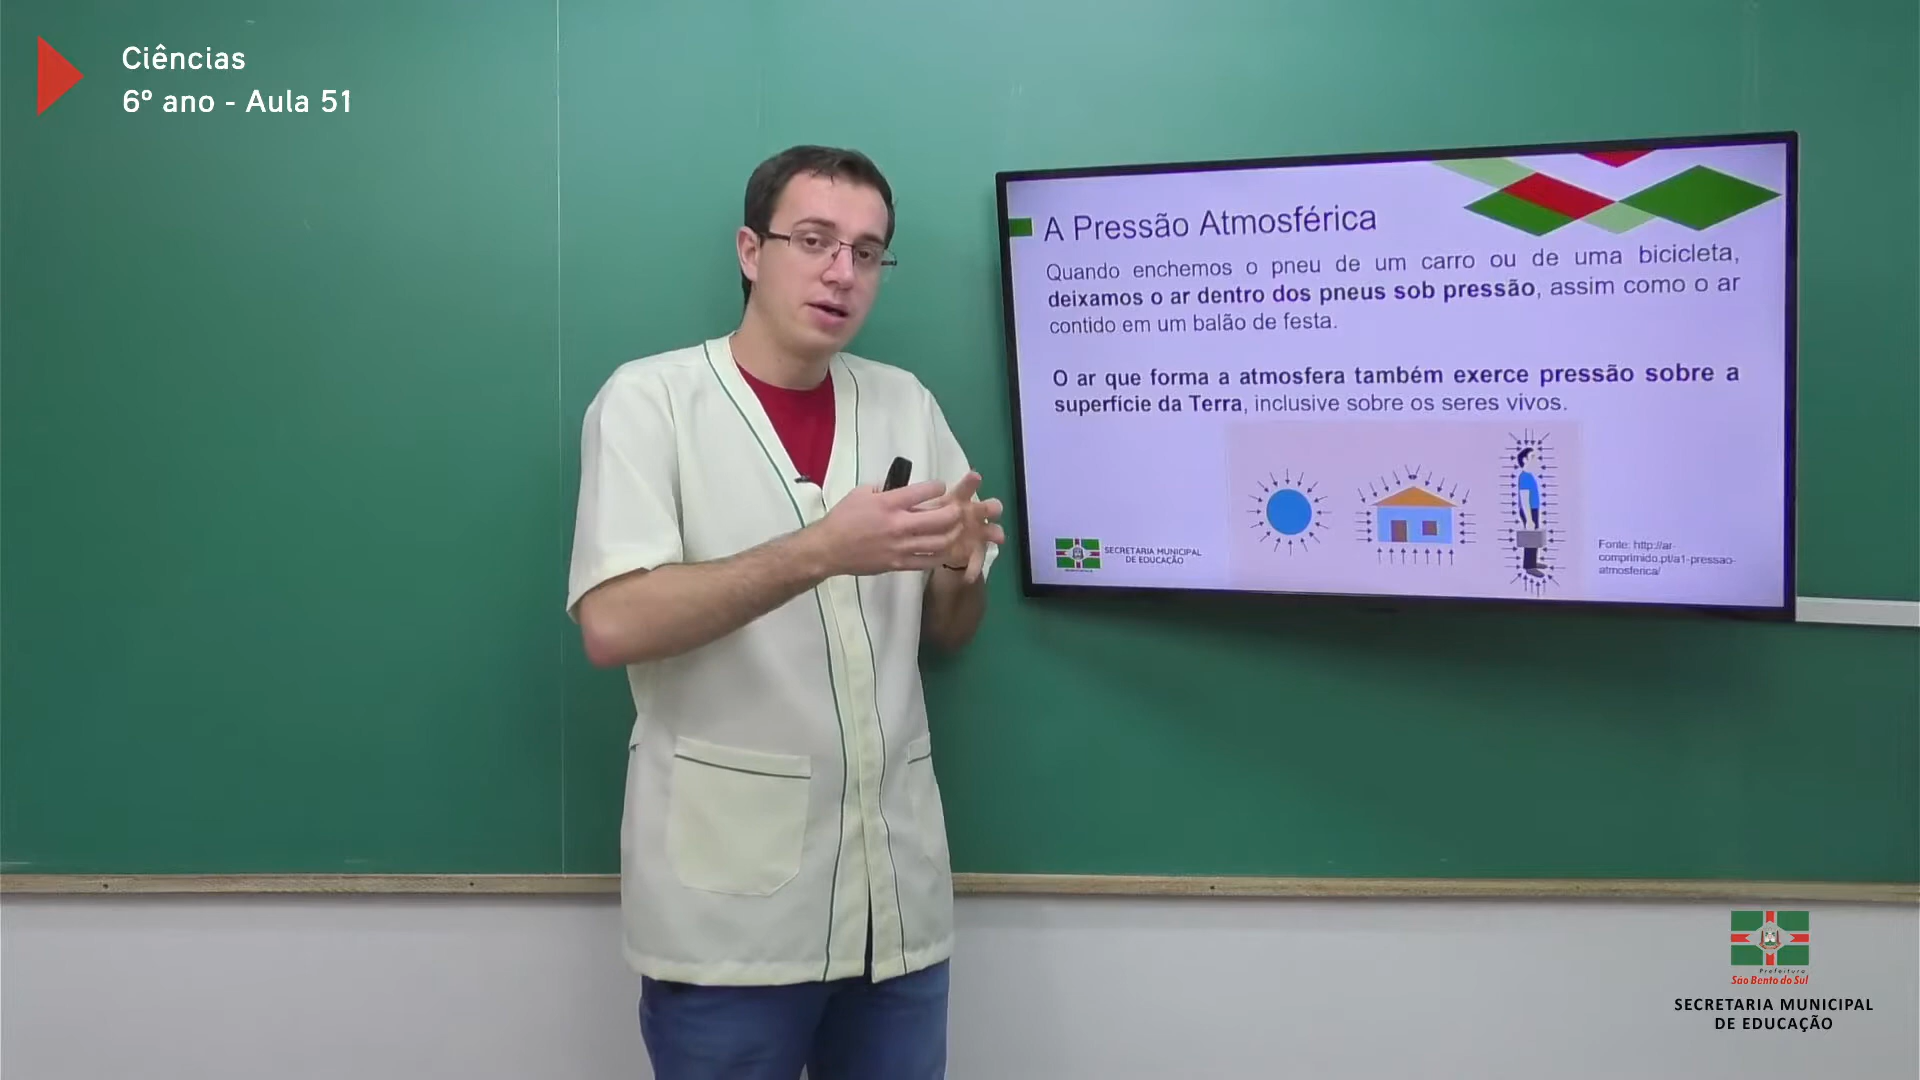 Ciências
6º ano - Aula 51
A Pressão Atmosférica
Quando enchemos o pneu de um carro ou de uma bicicleta,
deixamos o ar dentro dos pneus sob pressão, assim como o ar
contido em um balão de festa.
O ar que forma a atmosfera também exerce pressão sobre a
superfície da Terra, inclusive sobre os seres vivos.
SECRETARIA MUNICIPAL
DE EDUCAÇÃO
Fonte: http://ar-
comprimido.pt/a1-pressao-
atmosferica/
Prefeitura
São Bento do Sul
SECRETARIA MUNICIPAL
DE EDUCAÇÃO